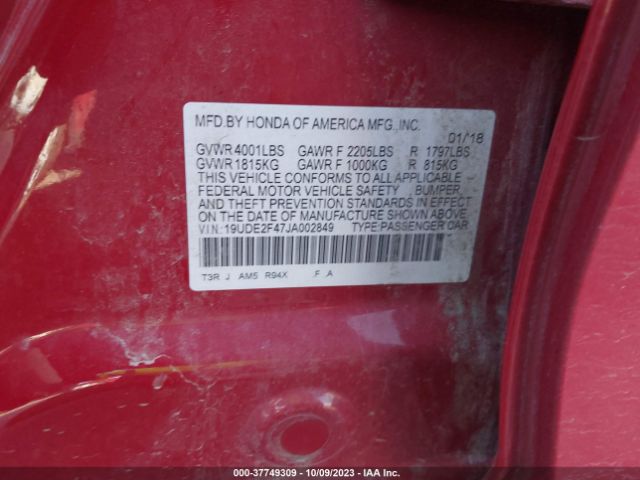 MFD.BY HONDA OF AMERICA MFG.,INC.
01/18
GVWR 4001LBS GAWR F 2205LBS R 1797LBS
GVWR 1815KG GAWR F 1000KG R 815KG
THIS VEHICLE CONFORMS TO ALL APPLICABLE
FEDERAL MOTOR VEHICLE SAFETY , BUMPER,
AND THEFT PREVENTION STANDARDS IN EFFECT
ON THE DATE OF MANUFACTURE SHOWN ABOVE.
VIN:19UDE2F47JA002849 TYPE:PASSENGER CAR
T3R J AM5 R94X F A
000-37749309 - 10/09/2023 - IAA Inc.